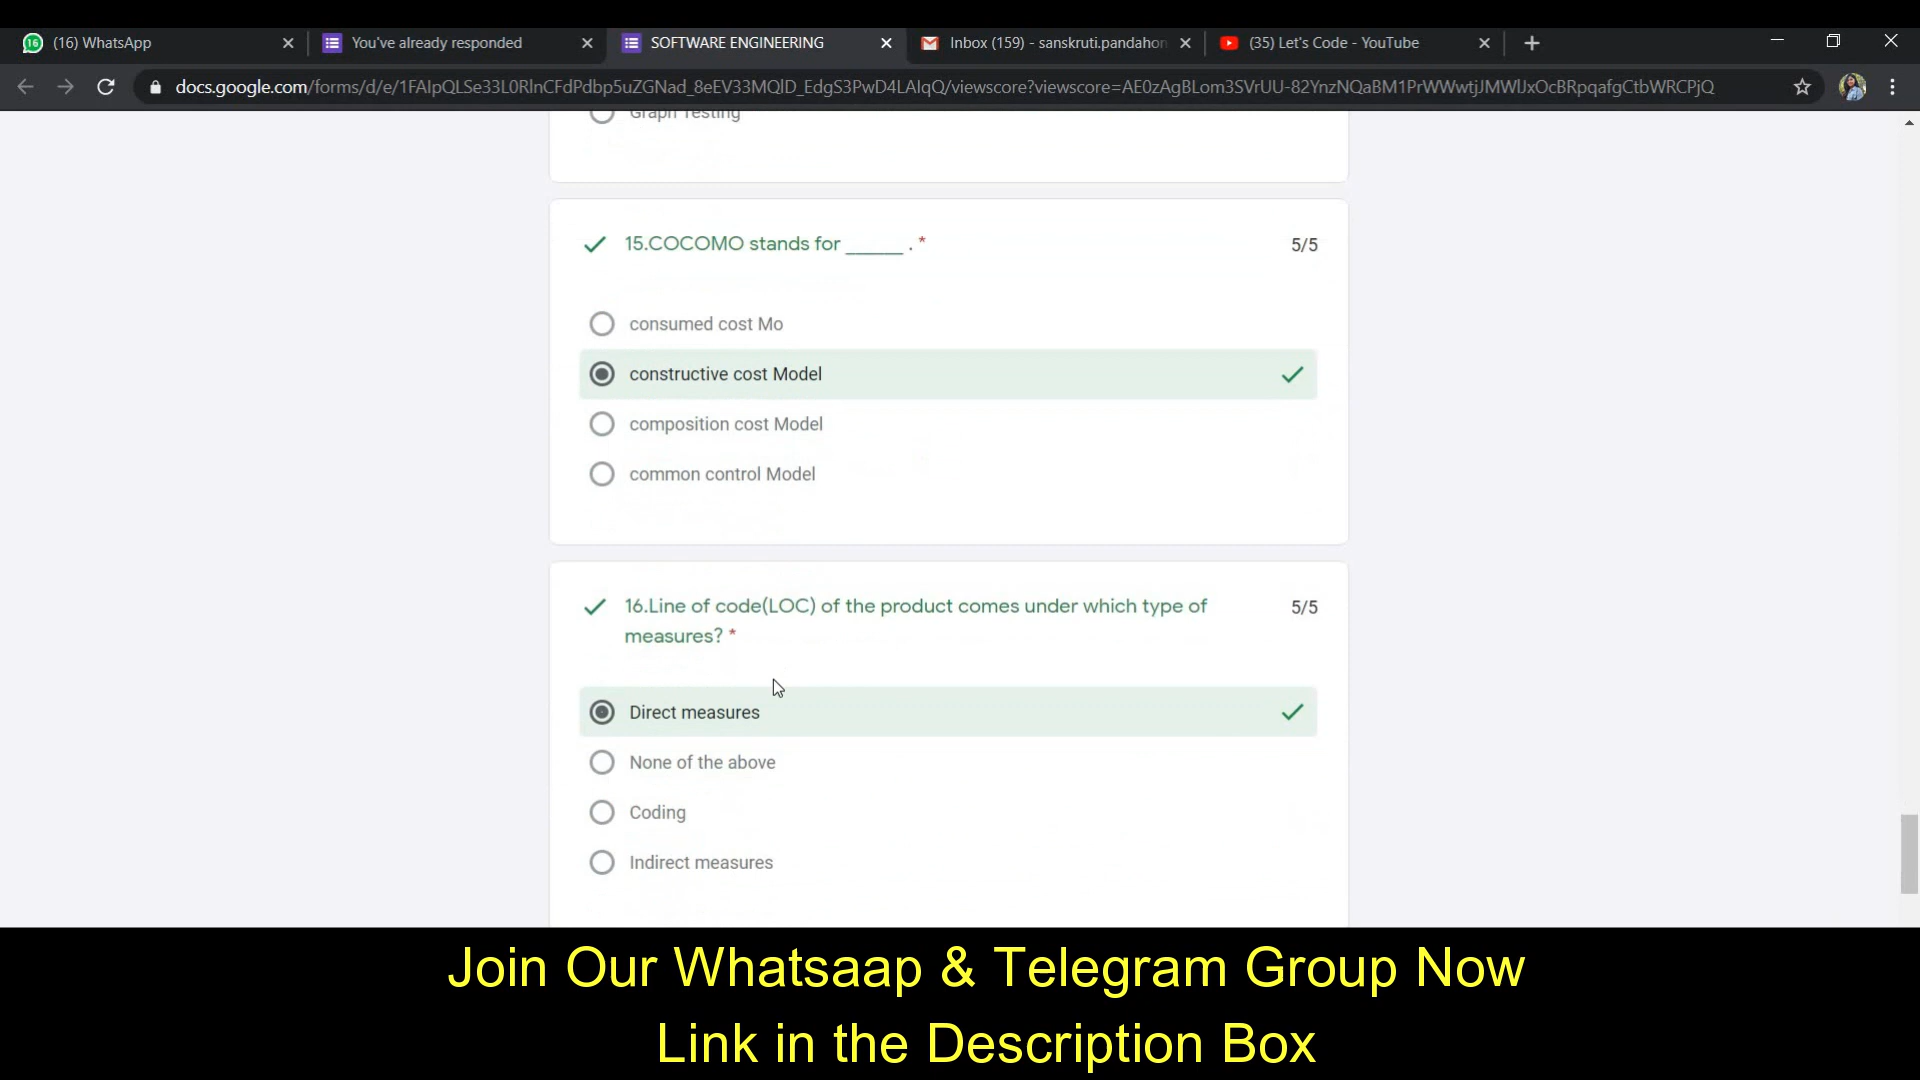 (16) WhatsApp
You've already responded
SOFTWARE ENGINEERING
Inbox (159) - sanskruti.pandahon
(35) Let's Code - YouTube
docs.google.com/forms/d/e/1FAIpQLSe33L0RlnCFdPdbp5uZGNad_8eEV33MQlD_EdgS3PwD4LAlqQ/viewscore?viewscore=AE0zAgBLom3SVrUU-82YnzNQaBM1PrWWwtjJMWlJxOcBRpqafgCtbWRCPjQ
Graph Testing
15.COCOMO stands for ______ . *
5/5
consumed cost Mo
constructive cost Model
composition cost Model
common control Model
16.Line of code(LOC) of the product comes under which type of
measures? *
5/5
Direct measures
None of the above
Coding
Indirect measures
Join Our Whatsaap & Telegram Group Now
Link in the Description Box